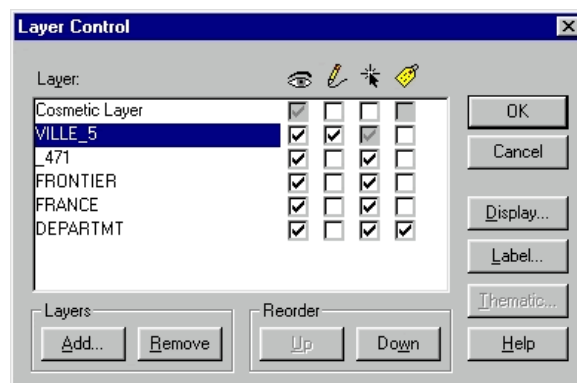 Layer Control
Layer:
Cosmetic Layer
VILLE_5
_471
FRONTIER
FRANCE
DEPARTMT
OK
Cancel
Display...
Label...
Thematic...
Help
Layers
Add...
Remove
Reorder
Up
Down